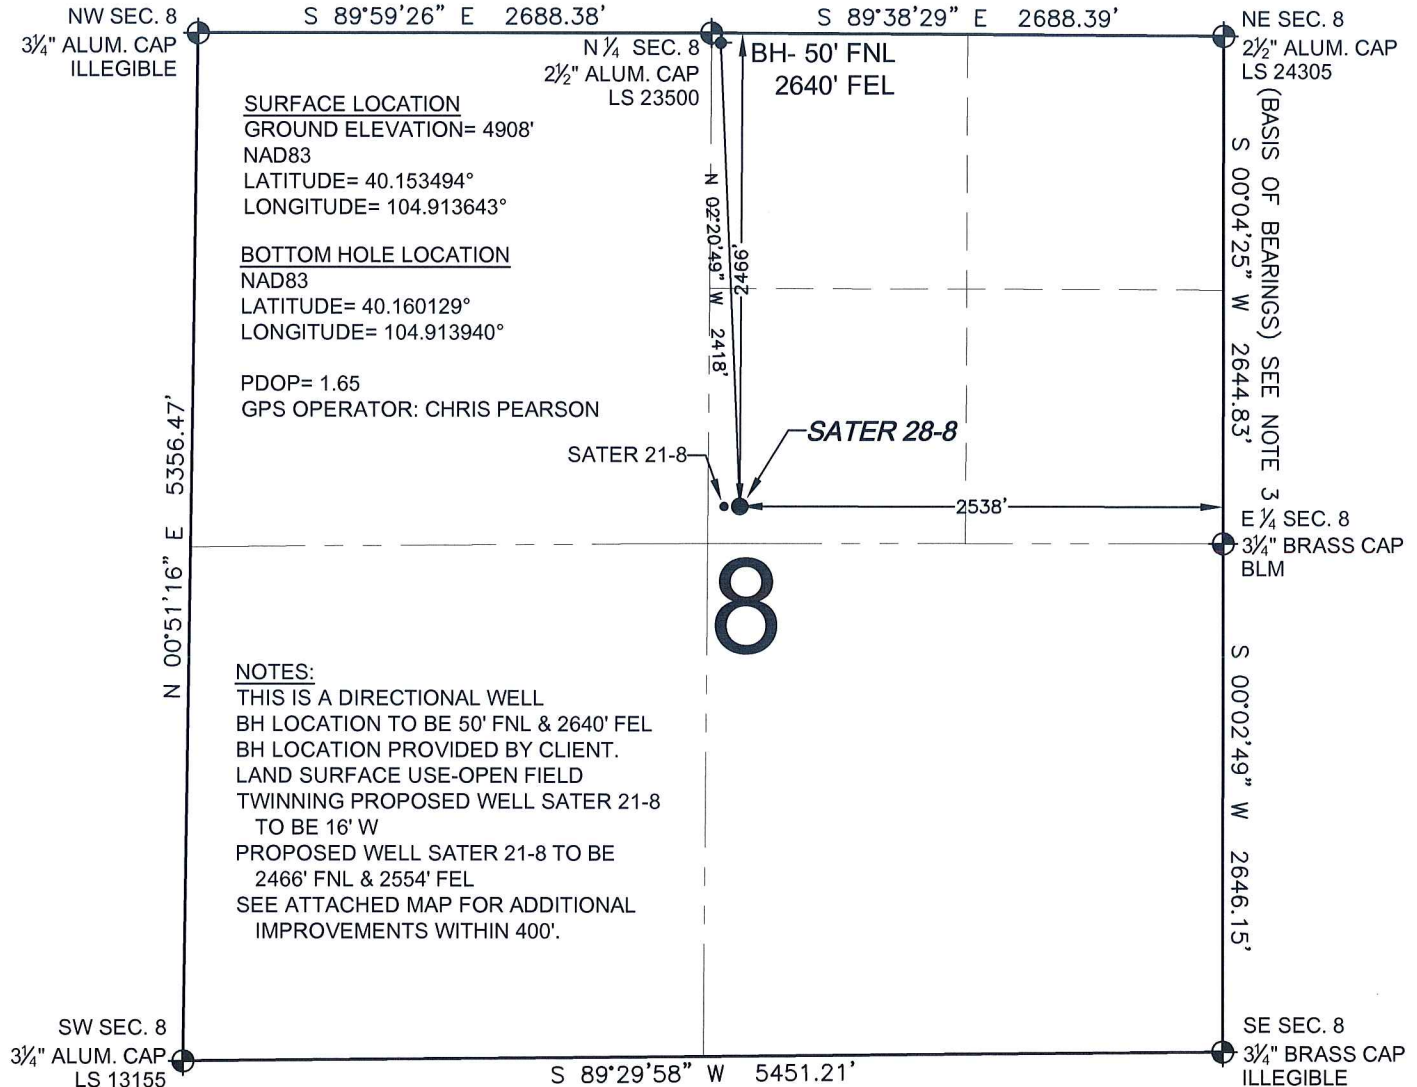 NW SEC. 8
3¼" ALUM. CAP
ILLEGIBLE
S 89°59'26" E 2688.38'
N ¼ SEC. 8
2½" ALUM. CAP
LS 23500
S 89°38'29" E 2688.39'
NE SEC. 8
2½" ALUM. CAP
LS 24305
BH- 50' FNL
2640' FEL
SURFACE LOCATION
GROUND ELEVATION= 4908'
NAD83
LATITUDE= 40.153494°
LONGITUDE= 104.913643°
BOTTOM HOLE LOCATION
NAD83
LATITUDE= 40.160129°
LONGITUDE= 104.913940°
PDOP= 1.65
GPS OPERATOR: CHRIS PEARSON
N 02°20'49" W 2418'
2466'
(BASIS OF BEARINGS) SEE NOTE 3
S 00°04'25" W 2644.83'
N 00°51'16" E 5356.47'
SATER 21-8
SATER 28-8
2538'
E ¼ SEC. 8
3¼" BRASS CAP
BLM
8
S 00°02'49" W 2646.15'
NOTES:
THIS IS A DIRECTIONAL WELL
BH LOCATION TO BE 50' FNL & 2640' FEL
BH LOCATION PROVIDED BY CLIENT.
LAND SURFACE USE-OPEN FIELD
TWINNING PROPOSED WELL SATER 21-8
TO BE 16' W
PROPOSED WELL SATER 21-8 TO BE
2466' FNL & 2554' FEL
SEE ATTACHED MAP FOR ADDITIONAL
IMPROVEMENTS WITHIN 400'.
SW SEC. 8
3¼" ALUM. CAP
LS 13155
S 89°29'58" W 5451.21'
SE SEC. 8
3¼" BRASS CAP
ILLEGIBLE